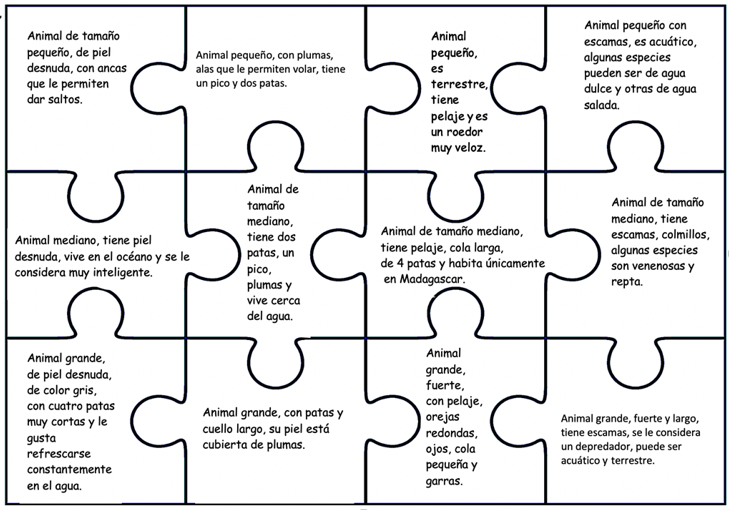 Animal de tamaño
pequeño, de piel
desnuda, con ancas
que le permiten
dar saltos.
Animal pequeño, con plumas,
alas que le permiten volar, tiene
un pico y dos patas.
Animal
pequeño,
es
terrestre,
tiene
pelaje y es
un roedor
muy veloz.
Animal pequeño con
escamas, es acuático,
algunas especies
pueden ser de agua
dulce y otras de agua
salada.
Animal mediano, tiene piel
desnuda, vive en el océano y se le
considera muy inteligente.
Animal de
tamaño
mediano,
tiene dos
patas, un
pico,
plumas y
vive cerca
del agua.
Animal de tamaño mediano,
tiene pelaje, cola larga,
de 4 patas y habita únicamente
en Madagascar.
Animal de tamaño
mediano, tiene
escamas, colmillos,
algunas especies
son venenosas y
repta.
Animal grande,
de piel desnuda,
de color gris,
con cuatro patas
muy cortas y le
gusta
refrescarse
constantemente
en el agua.
Animal grande, con patas y
cuello largo, su piel está
cubierta de plumas.
Animal
grande,
fuerte,
con pelaje,
orejas
redondas,
ojos, cola
pequeña y
garras.
Animal grande, fuerte y largo,
tiene escamas, se le considera
un depredador, puede ser
acuático y terrestre.